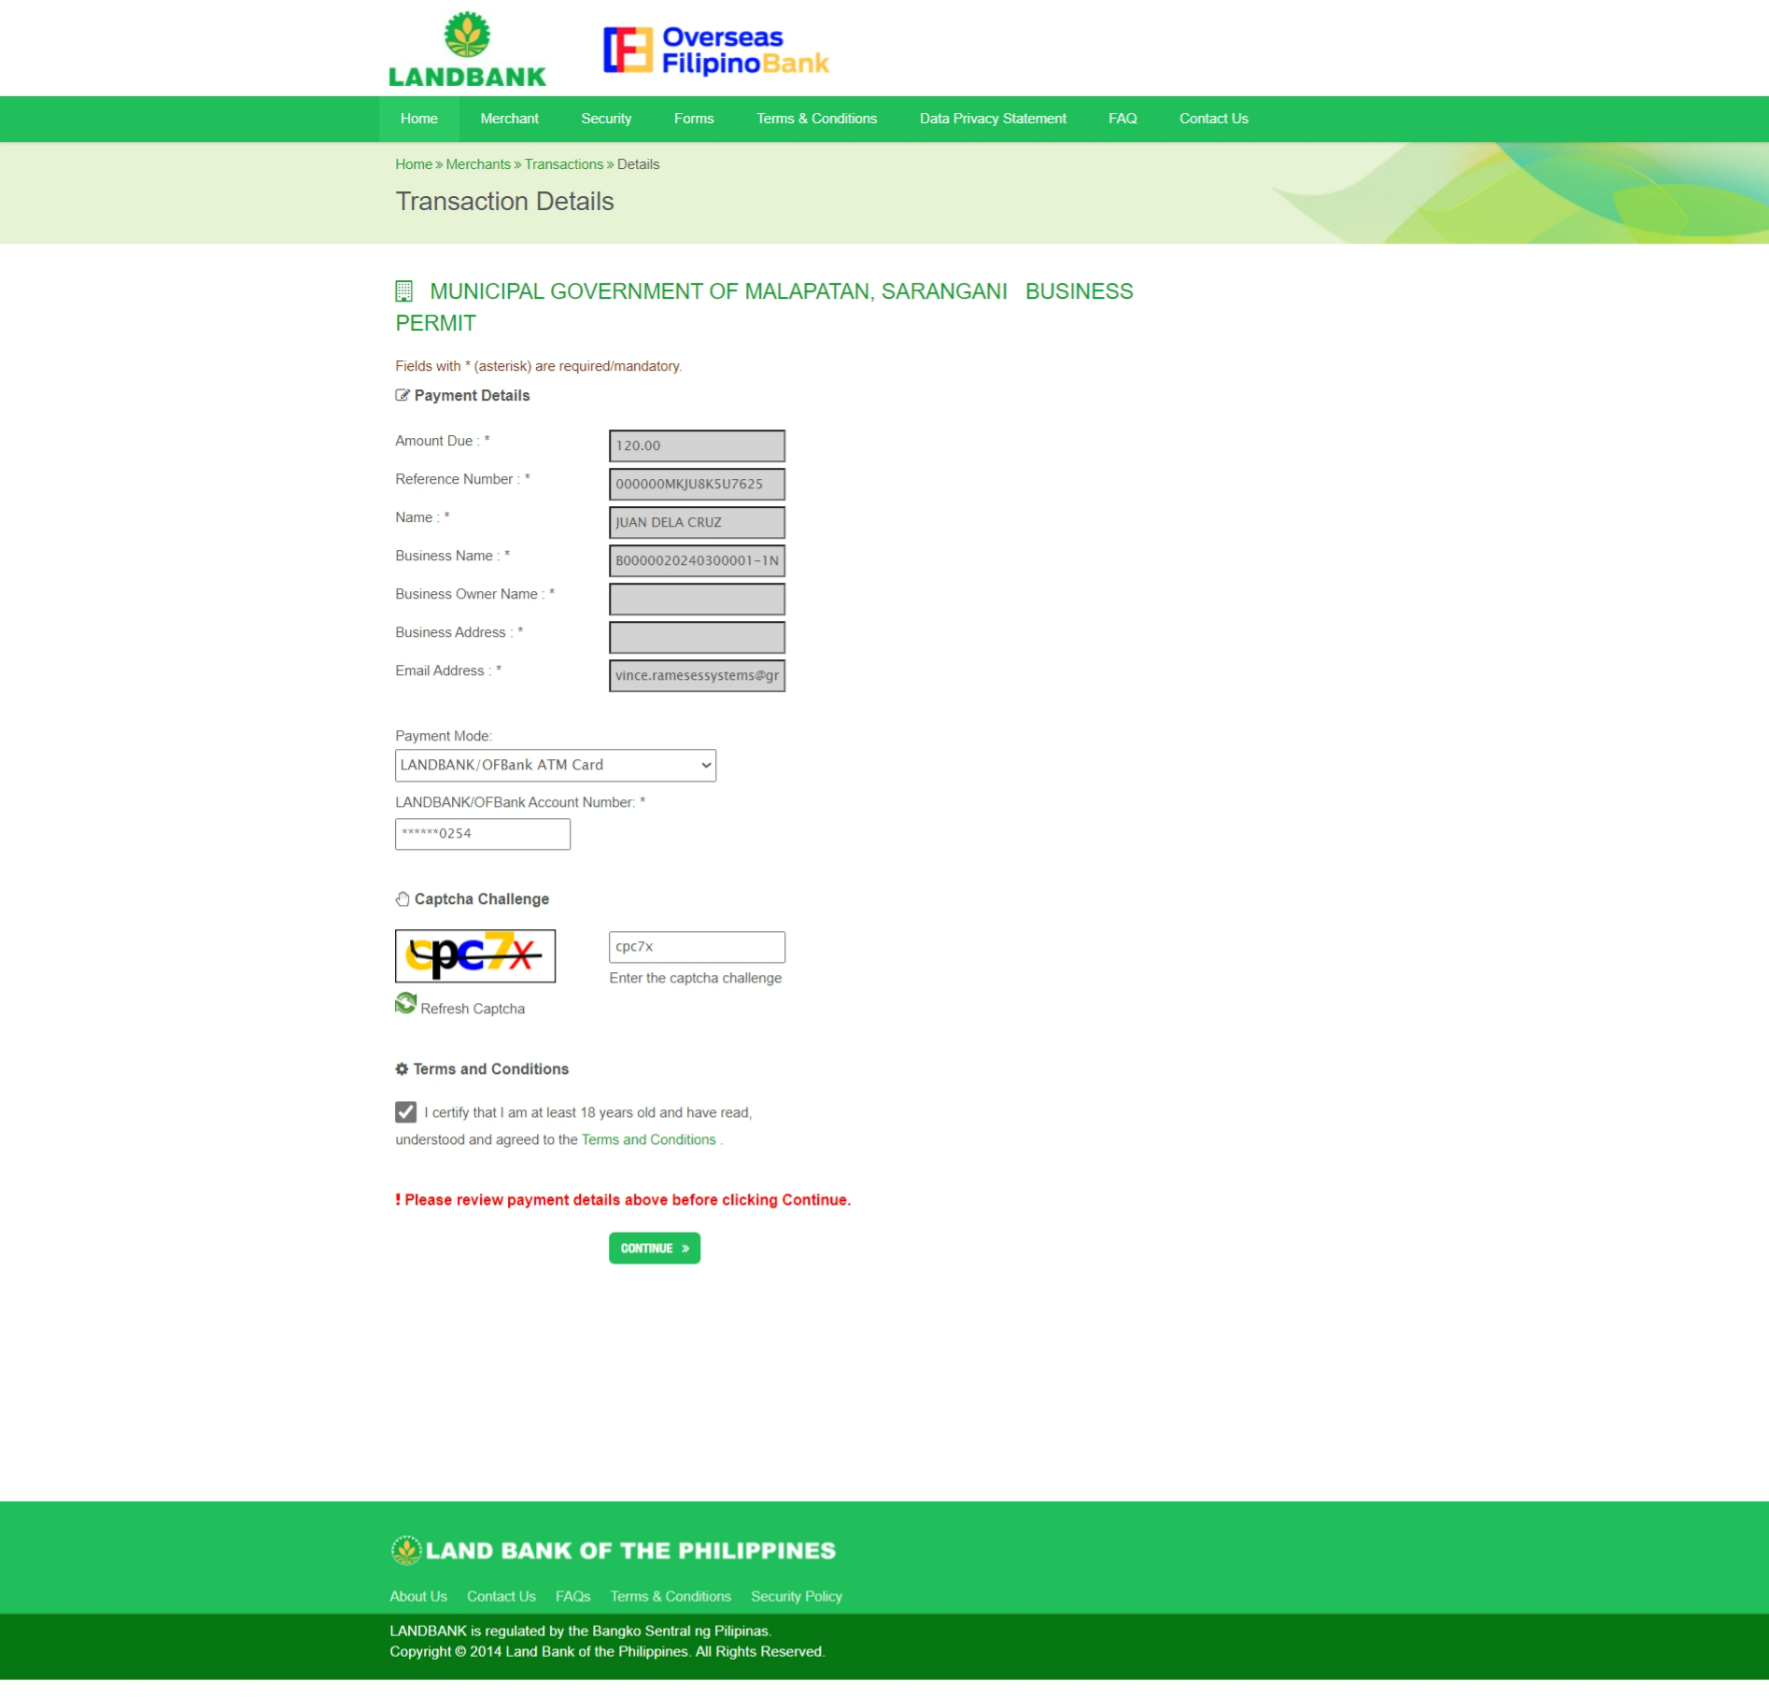 LANDBANK
Overseas
FilipinoBank
Home Merchant Security Forms Terms & Conditions Data Privacy Statement FAQ Contact Us
Home » Merchants » Transactions » Details
Transaction Details
MUNICIPAL GOVERNMENT OF MALAPATAN, SARANGANI BUSINESS
PERMIT
Fields with * (asterisk) are required/mandatory.
Payment Details
Amount Due : * 120.00
Reference Number : * 000000MKJU8K5U7625
Name : * JUAN DELA CRUZ
Business Name : * B0000020240300001-1N
Business Owner Name : *
Business Address : *
Email Address : * vince.ramesessystems@gr
Payment Mode:
LANDBANK/OFBank ATM Card
LANDBANK/OFBank Account Number: *
******0254
Captcha Challenge
cpc7x cpc7x
Enter the captcha challenge
Refresh Captcha
Terms and Conditions
I certify that I am at least 18 years old and have read,
understood and agreed to the Terms and Conditions .
! Please review payment details above before clicking Continue.
CONTINUE »
LAND BANK OF THE PHILIPPINES
About Us Contact Us FAQs Terms & Conditions Security Policy
LANDBANK is regulated by the Bangko Sentral ng Pilipinas.
Copyright © 2014 Land Bank of the Philippines. All Rights Reserved.